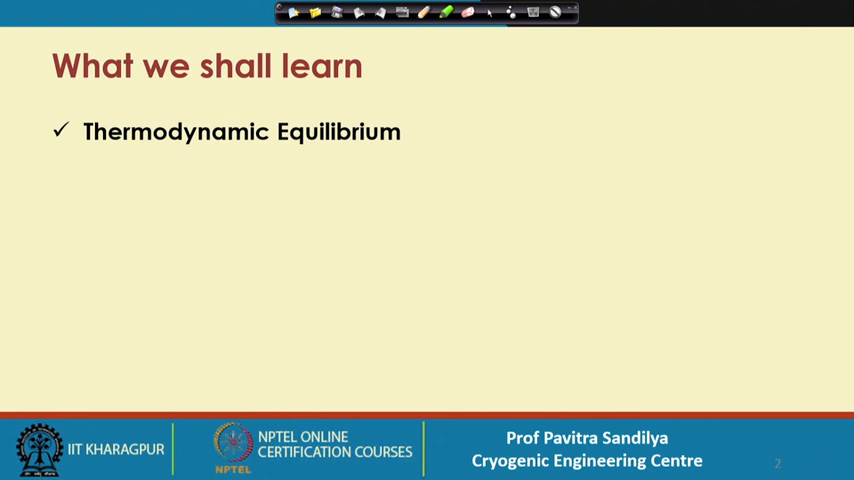 What we shall learn
✓ Thermodynamic Equilibrium
IIT KHARAGPUR
NPTEL
NPTEL ONLINE
CERTIFICATION COURSES
Prof Pavitra Sandilya
Cryogenic Engineering Centre
2